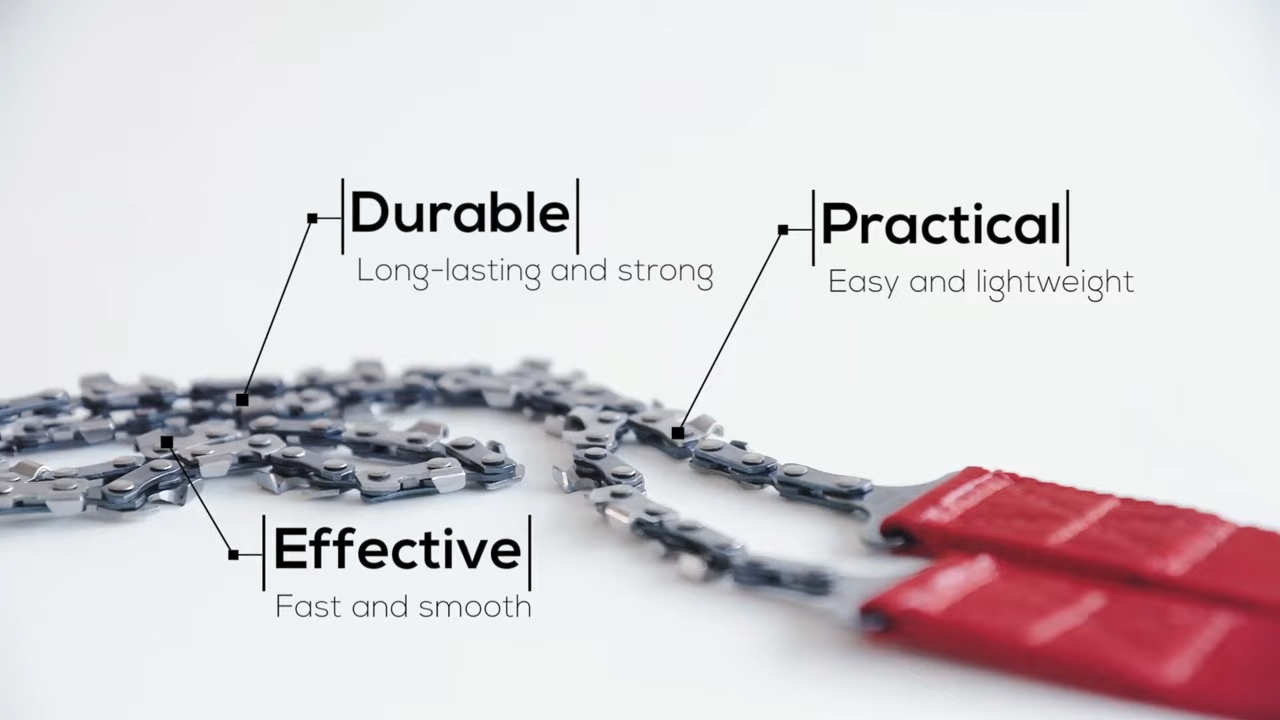 Durable
Long-lasting and strong
Practical
Easy and lightweight
Effective
Fast and smooth